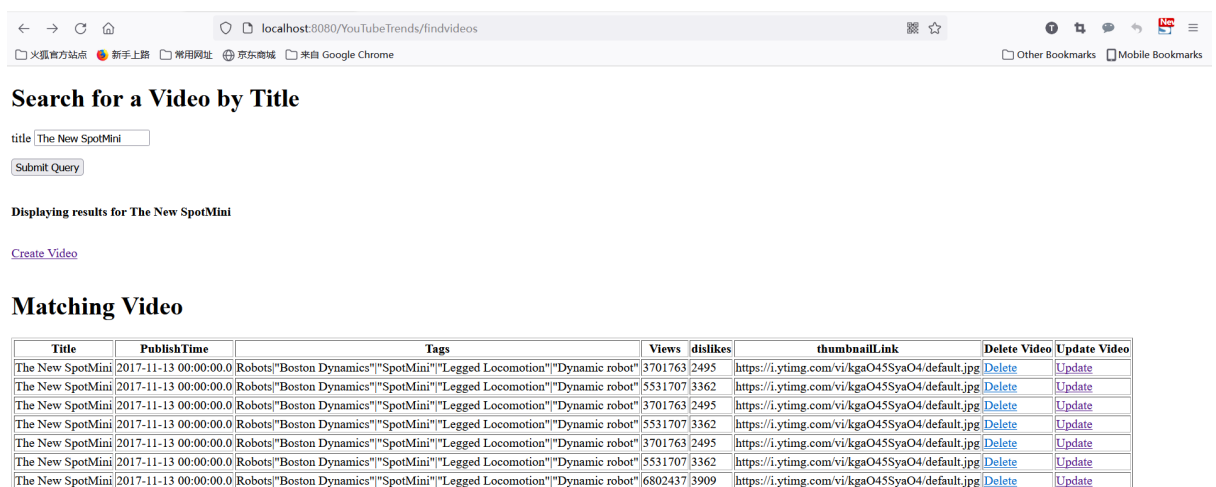 localhost:8080/YouTubeTrends/findvideos
New
火狐官方站点 新手上路 常用网址 京东商城 来自 Google Chrome Other Bookmarks Mobile Bookmarks
Search for a Video by Title
title The New SpotMini
Submit Query
Displaying results for The New SpotMini
Create Video
Matching Video
Title PublishTime Tags Views dislikes thumbnailLink Delete Video Update Video
The New SpotMini 2017-11-13 00:00:00.0 Robots|"Boston Dynamics"|"SpotMini"|"Legged Locomotion"|"Dynamic robot" 3701763 2495 https://i.ytimg.com/vi/kgaO45SyaO4/default.jpg Delete Update
The New SpotMini 2017-11-13 00:00:00.0 Robots|"Boston Dynamics"|"SpotMini"|"Legged Locomotion"|"Dynamic robot" 5531707 3362 https://i.ytimg.com/vi/kgaO45SyaO4/default.jpg Delete Update
The New SpotMini 2017-11-13 00:00:00.0 Robots|"Boston Dynamics"|"SpotMini"|"Legged Locomotion"|"Dynamic robot" 3701763 2495 https://i.ytimg.com/vi/kgaO45SyaO4/default.jpg Delete Update
The New SpotMini 2017-11-13 00:00:00.0 Robots|"Boston Dynamics"|"SpotMini"|"Legged Locomotion"|"Dynamic robot" 5531707 3362 https://i.ytimg.com/vi/kgaO45SyaO4/default.jpg Delete Update
The New SpotMini 2017-11-13 00:00:00.0 Robots|"Boston Dynamics"|"SpotMini"|"Legged Locomotion"|"Dynamic robot" 3701763 2495 https://i.ytimg.com/vi/kgaO45SyaO4/default.jpg Delete Update
The New SpotMini 2017-11-13 00:00:00.0 Robots|"Boston Dynamics"|"SpotMini"|"Legged Locomotion"|"Dynamic robot" 5531707 3362 https://i.ytimg.com/vi/kgaO45SyaO4/default.jpg Delete Update
The New SpotMini 2017-11-13 00:00:00.0 Robots|"Boston Dynamics"|"SpotMini"|"Legged Locomotion"|"Dynamic robot" 6802437 3909 https://i.ytimg.com/vi/kgaO45SyaO4/default.jpg Delete Update